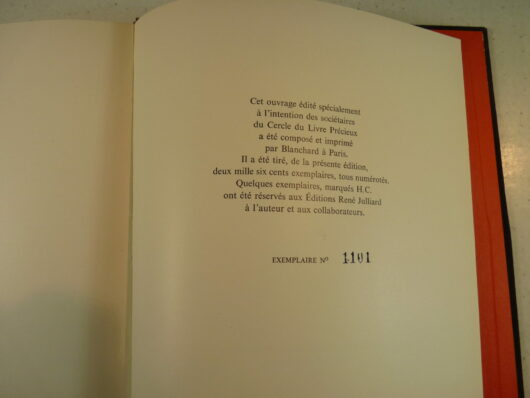 Cet ouvrage édité spécialement
à l'intention des sociétaires
du Cercle du Livre Précieux
a été composé et imprimé
par Blanchard à Paris.
Il a été tiré, de la présente édition,
deux mille six cents exemplaires, tous numérotés.
Quelques exemplaires, marqués H.C.
ont été réservés aux Éditions René Julliard
à l'auteur et aux collaborateurs.
EXEMPLAIRE Nº 1101